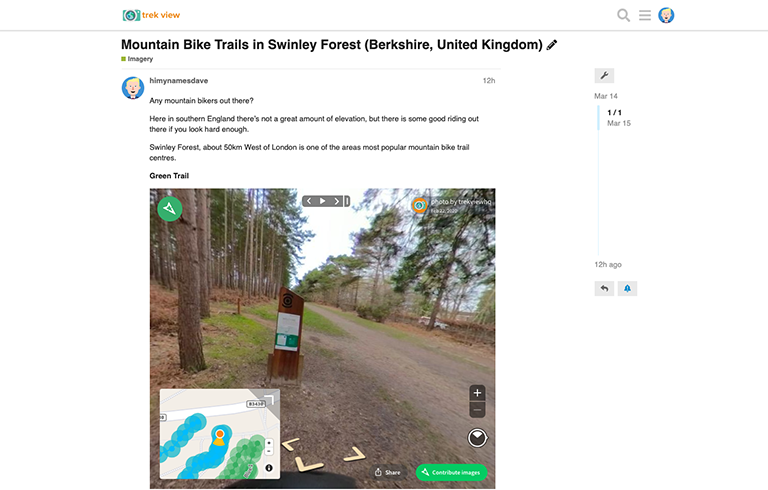 trek view
Mountain Bike Trails in Swinley Forest (Berkshire, United Kingdom)
Imagery
himynamesdave
12h
Any mountain bikers out there?
Here in southern England there's not a great amount of elevation, but there is some good riding out
there if you look hard enough.
Swinley Forest, about 50km West of London is one of the areas most popular mountain bike trail
centres.
Green Trail
photo by trekviewhq
B3430
Share
Contribute images
Mar 14
1 / 1
Mar 15
12h ago